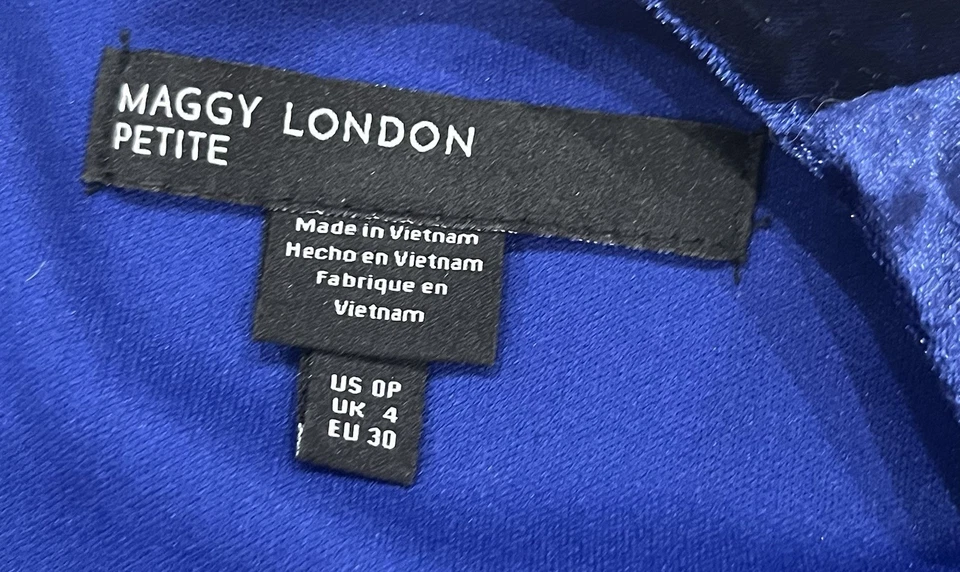 MAGGY LONDON
PETITE
Made in Vietnam
Hecho en Vietnam
Fabrique en
Vietnam
US 0P
UK 4
EU 30